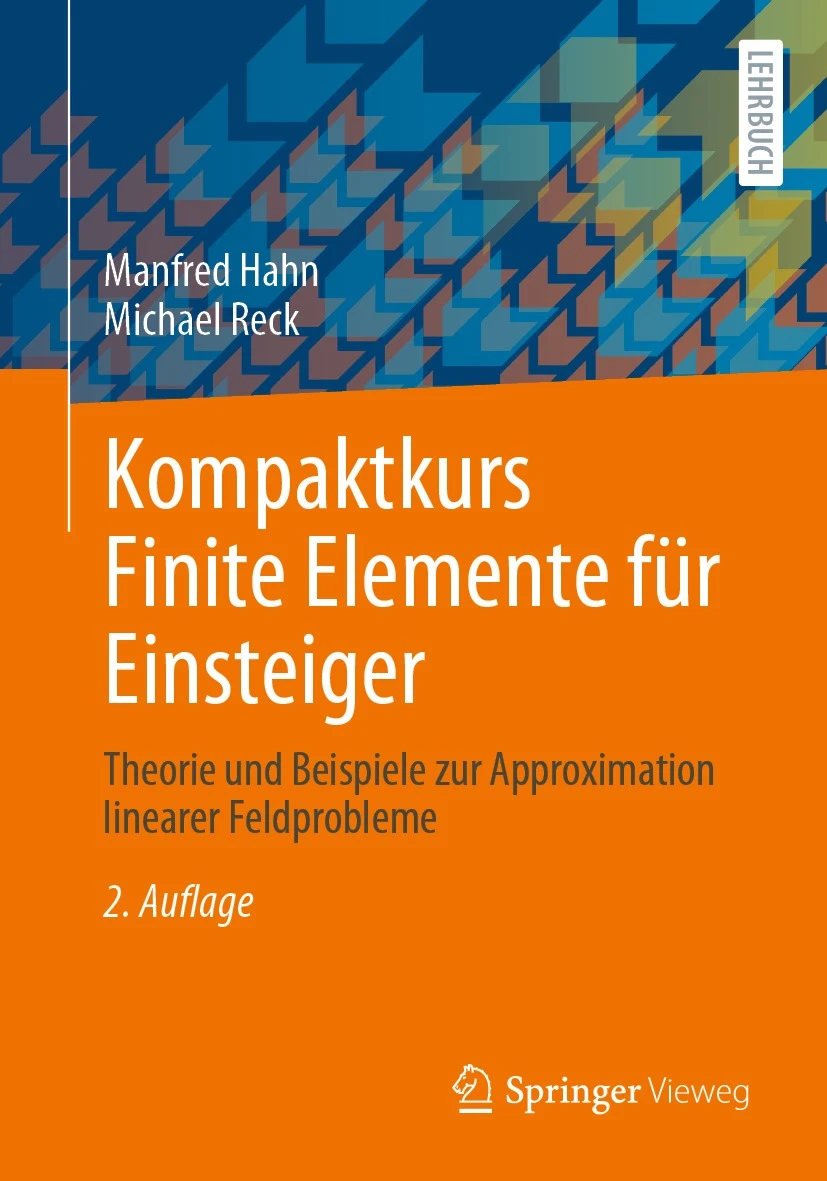 LEHRBUCH
Manfred Hahn
Michael Reck
Kompaktkurs
Finite Elemente für
Einsteiger
Theorie und Beispiele zur Approximation
linearer Feldprobleme
2. Auflage
Springer Vieweg